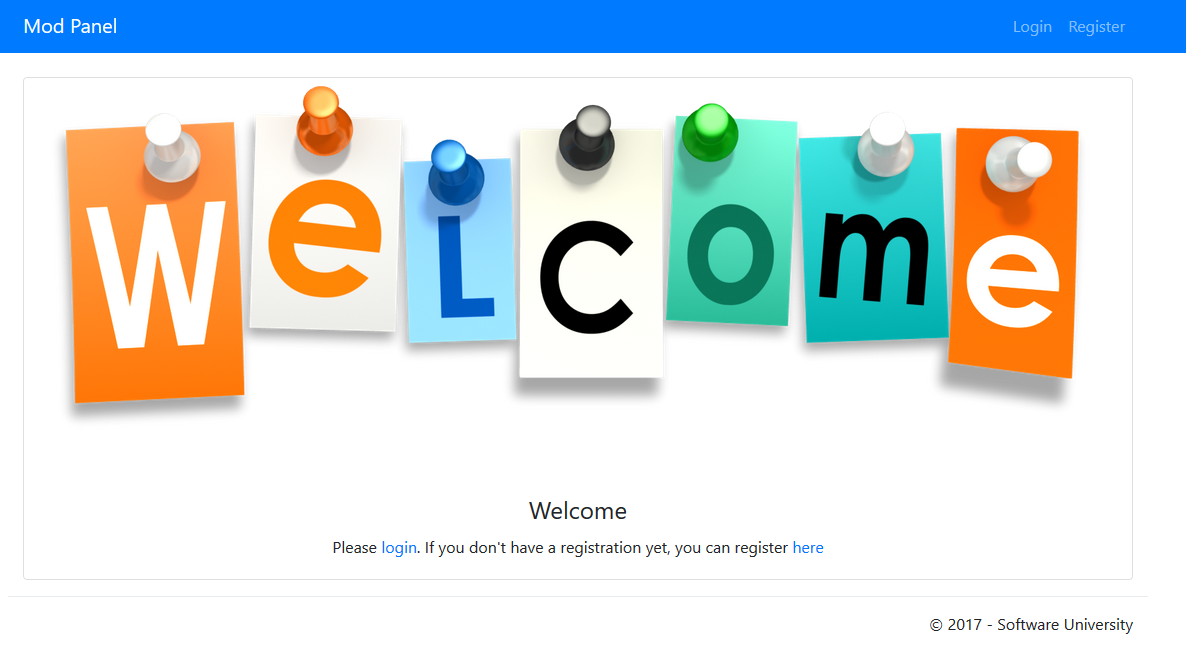 Mod Panel Login Register
WeLcome
Welcome
Please login. If you don't have a registration yet, you can register here
© 2017 - Software University